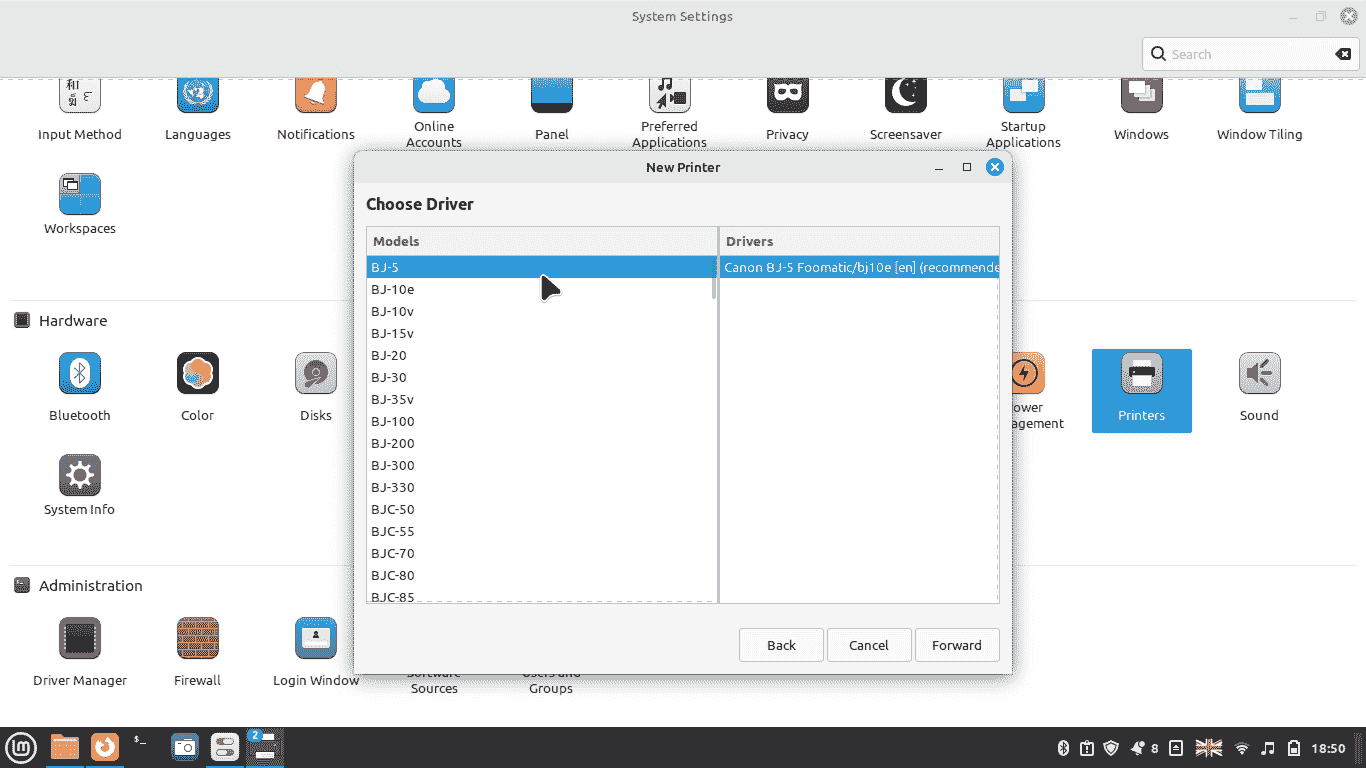 System Settings
Search
Input Method
Languages
Notifications
Online
Accounts
Panel
Preferred
Applications
Privacy
Screensaver
Startup
Applications
Windows
Window Tiling
Workspaces
New Printer
Choose Driver
Models
Drivers
BJ-5
Canon BJ-5 Foomatic/bj10e [en] (recommende
BJ-10e
BJ-10v
BJ-15v
BJ-20
BJ-30
BJ-35v
BJ-100
BJ-200
BJ-300
BJ-330
BJC-50
BJC-55
BJC-70
BJC-80
BJC-85
Back
Cancel
Forward
Hardware
Bluetooth
Color
Disks
ower
agement
Printers
Sound
System Info
Administration
Driver Manager
Firewall
Login Window
Software
Sources
Users and
Groups
2
8
18:50